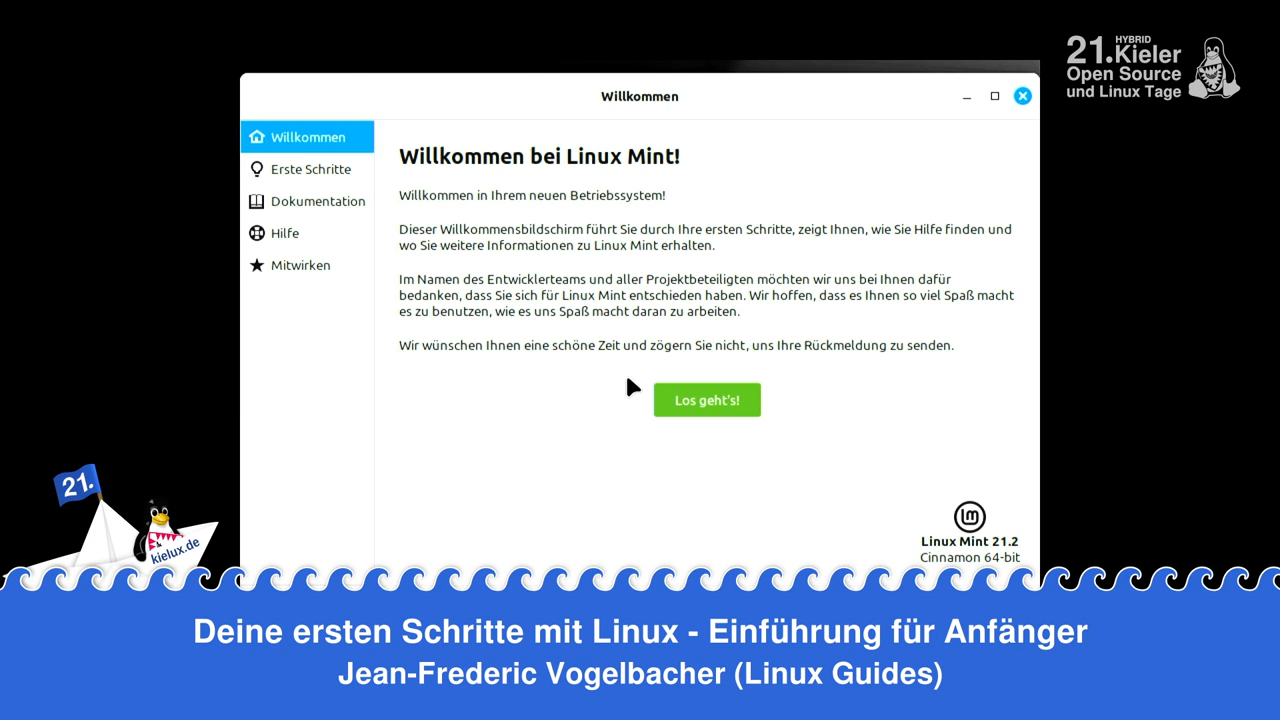 HYBRID
21.Kieler
Open Source
und Linux Tage
Willkommen
Willkommen
Erste Schritte
Dokumentation
Hilfe
Mitwirken
Willkommen bei Linux Mint!
Willkommen in Ihrem neuen Betriebssystem!
Dieser Willkommensbildschirm führt Sie durch Ihre ersten Schritte, zeigt Ihnen, wie Sie Hilfe finden und
wo Sie weitere Informationen zu Linux Mint erhalten.
Im Namen des Entwicklerteams und aller Projektbeteiligten möchten wir uns bei Ihnen dafür
bedanken, dass Sie sich für Linux Mint entschieden haben. Wir hoffen, dass es Ihnen so viel Spaß macht
es zu benutzen, wie es uns Spaß macht daran zu arbeiten.
Wir wünschen Ihnen eine schöne Zeit und zögern Sie nicht, uns Ihre Rückmeldung zu senden.
Los geht's!
Linux Mint 21.2
Cinnamon 64-bit
21.
kielux.de
Deine ersten Schritte mit Linux - Einführung für Anfänger
Jean-Frederic Vogelbacher (Linux Guides)